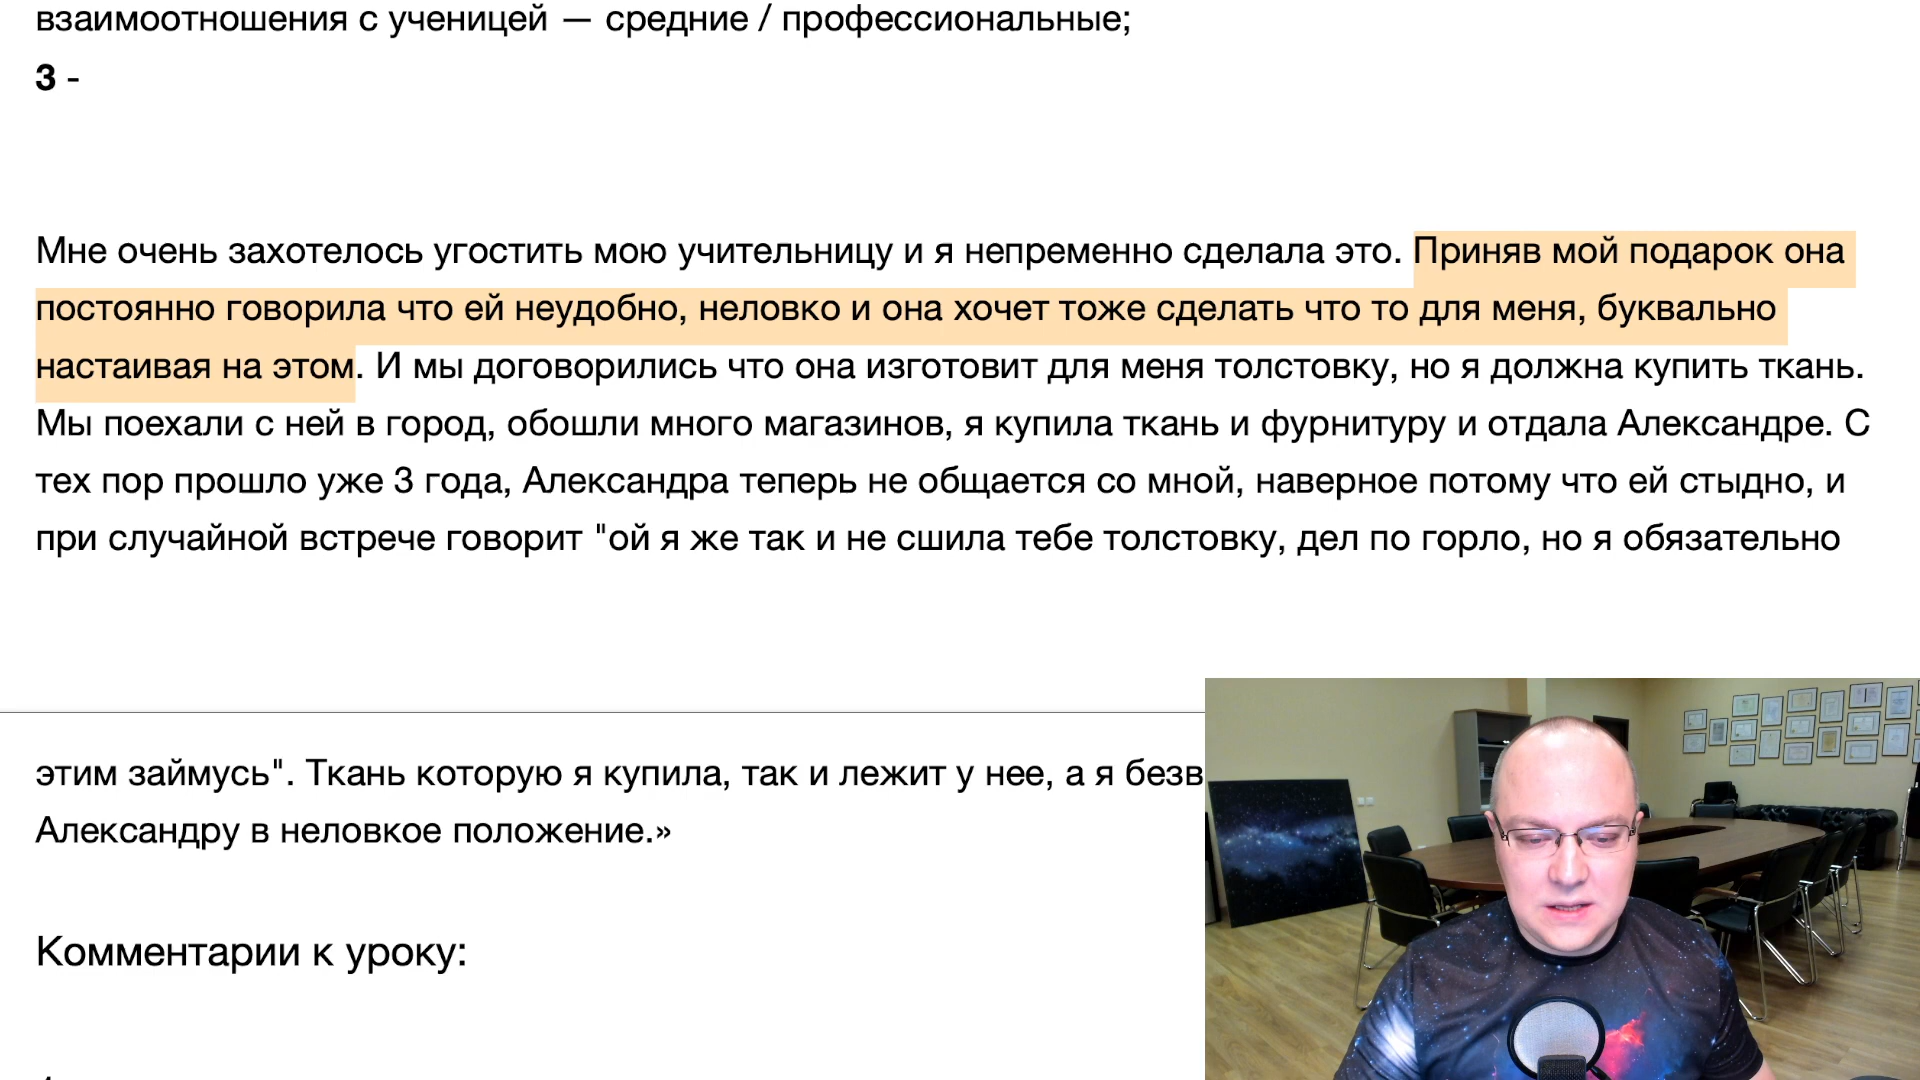 взаимоотношения с ученицей — средние / профессиональные;
3 -
Мне очень захотелось угостить мою учительницу и я непременно сделала это. Приняв мой подарок она
постоянно говорила что ей неудобно, неловко и она хочет тоже сделать что то для меня, буквально
настаивая на этом. И мы договорились что она изготовит для меня толстовку, но я должна купить ткань.
Мы поехали с ней в город, обошли много магазинов, я купила ткань и фурнитуру и отдала Александре. С
тех пор прошло уже 3 года, Александра теперь не общается со мной, наверное потому что ей стыдно, и
при случайной встрече говорит "ой я же так и не сшила тебе толстовку, дел по горло, но я обязательно
этим займусь". Ткань которую я купила, так и лежит у нее, а я безв
Александру в неловкое положение.»
Комментарии к уроку: